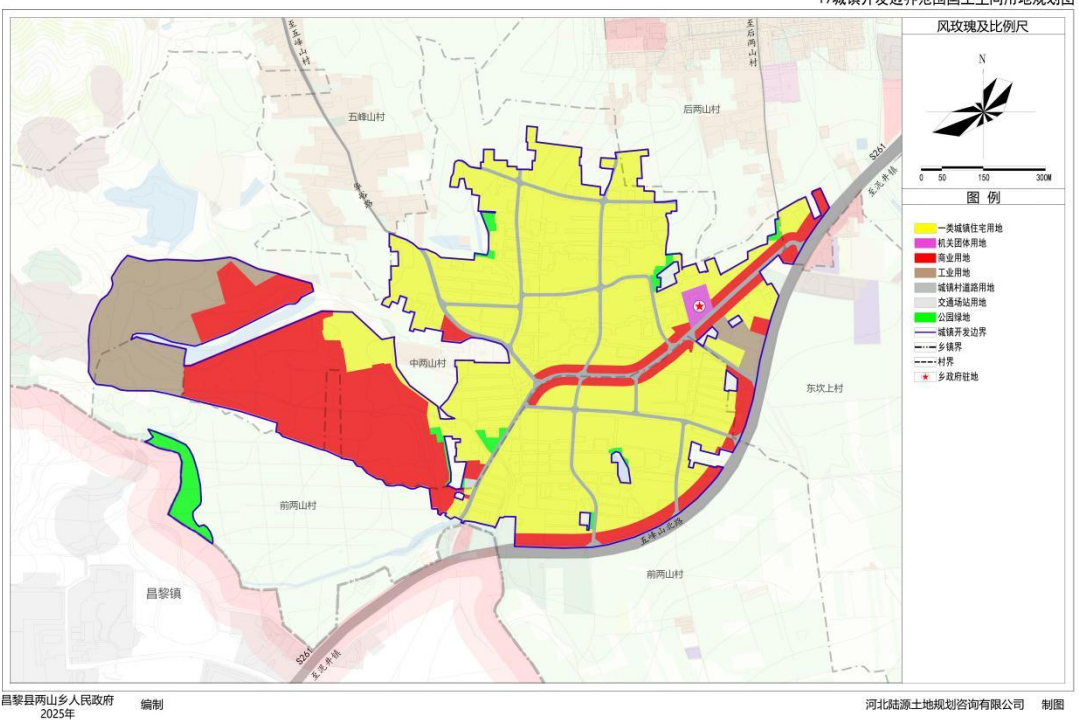 17城镇开发边界范围国土空间用地规划图
风玫瑰及比例尺
N
0 50 150 300M
图 例
一类城镇住宅用地
机关团体用地
商业用地
工业用地
城镇村道路用地
交通场站用地
公园绿地
城镇开发边界
乡镇界
村界
乡政府驻地
至五峰山村
至后两山村
五峰山村
后两山村
S261
至泥井镇
中两山村
东坎上村
前两山村
五峰山北路
前两山村
昌黎镇
S261
至泥井镇
昌黎县两山乡人民政府 编制
2025年
河北陆源土地规划咨询有限公司 制图